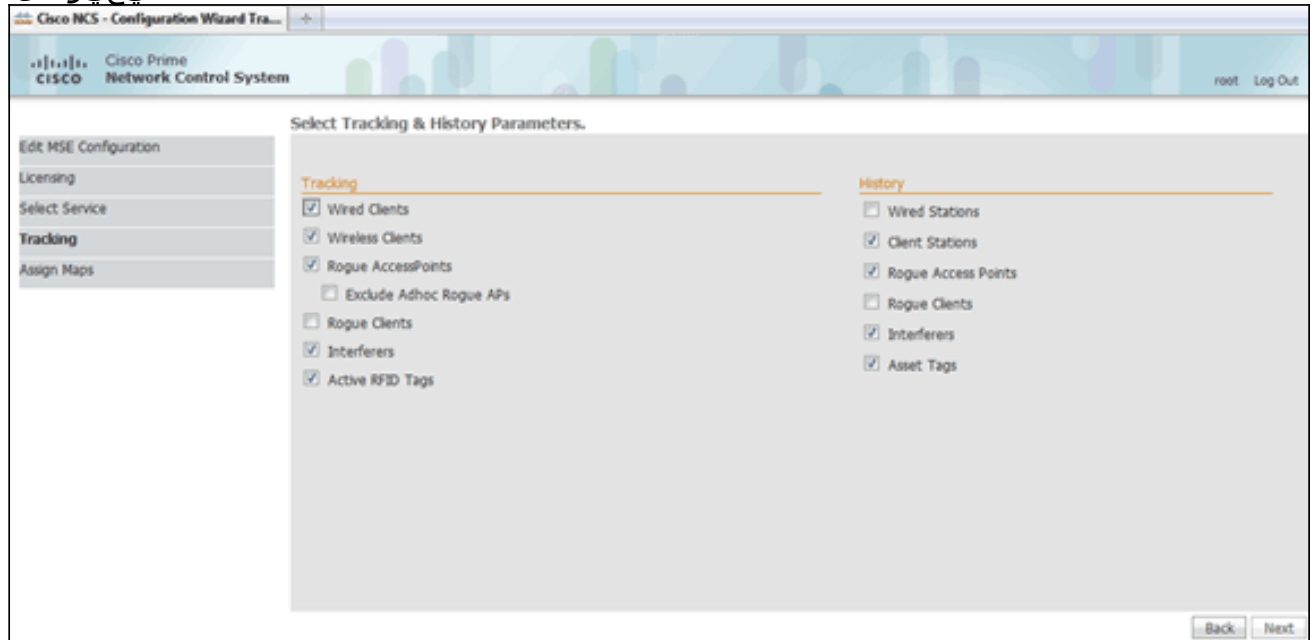 Cisco NCS - Configuration Wizard Tra...
CISCO
Cisco Prime
Network Control System
root Log Out
Select Tracking & History Parameters.
Edit MSE Configuration
Licensing
Select Service
Tracking
Assign Maps
Tracking
Wired Clients
Wireless Clients
Rogue AccessPoints
Exclude Adhoc Rogue APs
Rogue Clients
Interferers
Active RFID Tags
History
Wired Stations
Client Stations
Rogue Access Points
Rogue Clients
Interferers
Asset Tags
Back Next